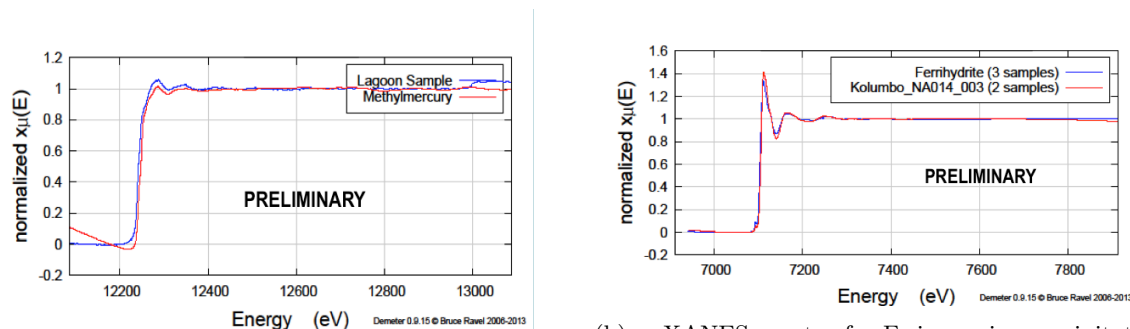 1.2
1
0.8
0.6
0.4
0.2
0
-0.2
normalized xμ(E)
Lagoon Sample
Methylmercury
PRELIMINARY
12200 12400 12600 12800 13000
Energy (eV)
Demeter 0.9.15 © Bruce Ravel 2006-2013
1.6
1.4
1.2
1
0.8
0.6
0.4
0.2
0
-0.2
normalized xμ(E)
Ferrihydrite (3 samples)
Kolumbo_NA014_003 (2 samples)
PRELIMINARY
7000 7200 7400 7600 7800
Energy (eV)
Demeter 0.9.15 © Bruce Ravel 2006-2013